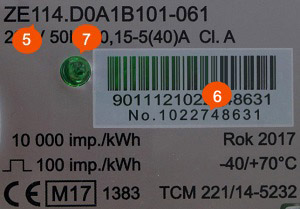 ZE114.D0A1B101-061
5 7 0,15-5(40)A Cl. A
6
No.1022748631
10 000 imp./kWh Rok 2017
100 imp./kWh -40/+70°C
CE M17 1383 TCM 221/14-5232